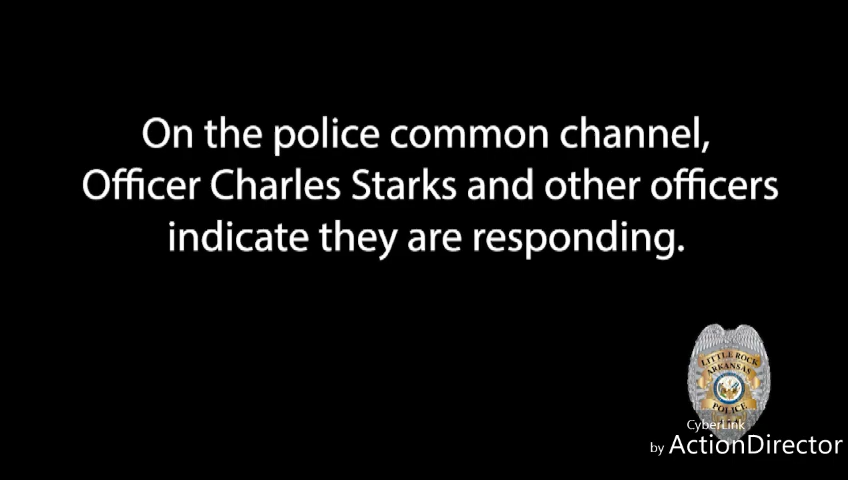 On the police common channel,
Officer Charles Starks and other officers
indicate they are responding.
LITTLE ROCK
ARKANSAS
POLICE
CyberLink
by ActionDirector